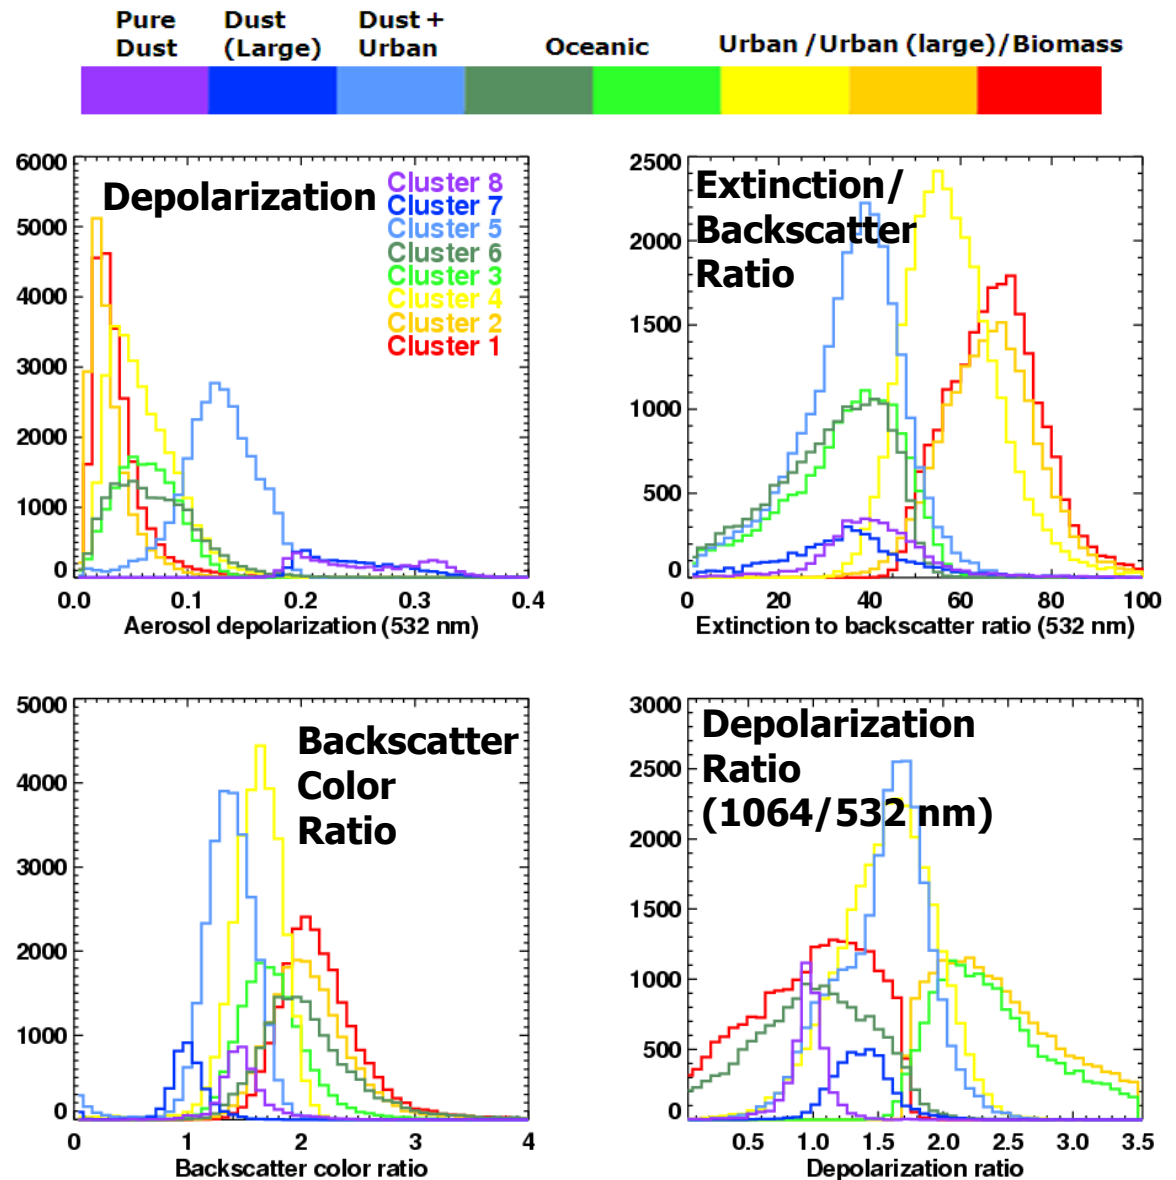 Pure Dust
Dust (Large)
Dust + Urban
Oceanic
Urban /Urban (large)/Biomass
Depolarization
Cluster 8
Cluster 7
Cluster 5
Cluster 6
Cluster 3
Cluster 4
Cluster 2
Cluster 1
6000
5000
4000
3000
2000
1000
0
0.0 0.1 0.2 0.3 0.4
Aerosol depolarization (532 nm)
Extinction/
Backscatter
Ratio
2500
2000
1500
1000
500
0
0 20 40 60 80 100
Extinction to backscatter ratio (532 nm)
Backscatter
Color
Ratio
5000
4000
3000
2000
1000
0
0 1 2 3 4
Backscatter color ratio
Depolarization
Ratio
(1064/532 nm)
3000
2500
2000
1500
1000
500
0
0.5 1.0 1.5 2.0 2.5 3.0 3.5
Depolarization ratio